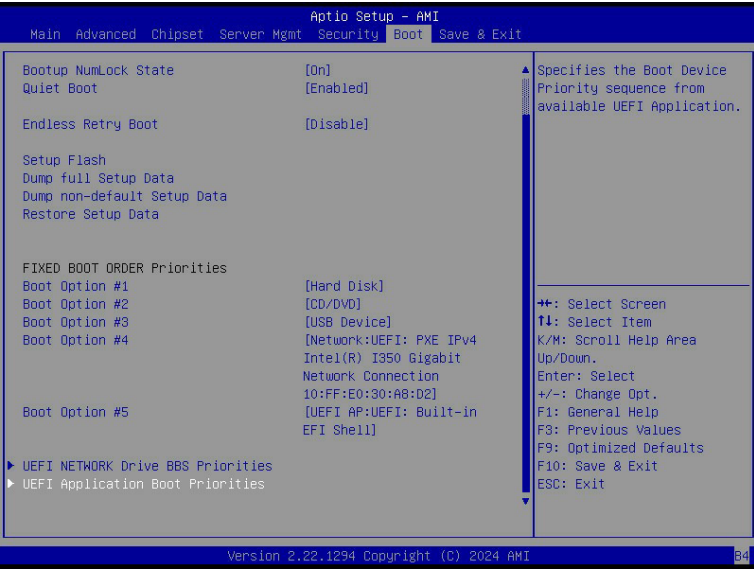 Aptio Setup – AMI
Main Advanced Chipset Server Mgmt Security Boot Save & Exit
Bootup NumLock State [On]
Quiet Boot [Enabled]
Endless Retry Boot [Disable]
Setup Flash
Dump full Setup Data
Dump non-default Setup Data
Restore Setup Data
FIXED BOOT ORDER Priorities
Boot Option #1 [Hard Disk]
Boot Option #2 [CD/DVD]
Boot Option #3 [USB Device]
Boot Option #4 [Network:UEFI: PXE IPv4
Intel(R) I350 Gigabit
Network Connection
10:FF:E0:30:A8:D2]
Boot Option #5 [UEFI AP:UEFI: Built-in
EFI Shell]
UEFI NETWORK Drive BBS Priorities
UEFI Application Boot Priorities
Specifies the Boot Device
Priority sequence from
available UEFI Application.
→←: Select Screen
↑↓: Select Item
K/M: Scroll Help Area
Up/Down.
Enter: Select
+/-: Change Opt.
F1: General Help
F3: Previous Values
F9: Optimized Defaults
F10: Save & Exit
ESC: Exit
Version 2.22.1294 Copyright (C) 2024 AMI
B4